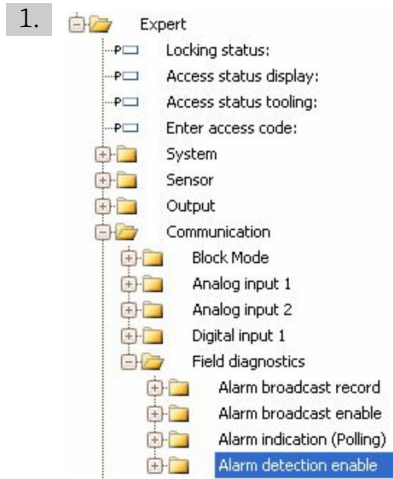 1.
Expert
Locking status:
Access status display:
Access status tooling:
Enter access code:
System
Sensor
Output
Communication
Block Mode
Analog input 1
Analog input 2
Digital input 1
Field diagnostics
Alarm broadcast record
Alarm broadcast enable
Alarm indication (Polling)
Alarm detection enable